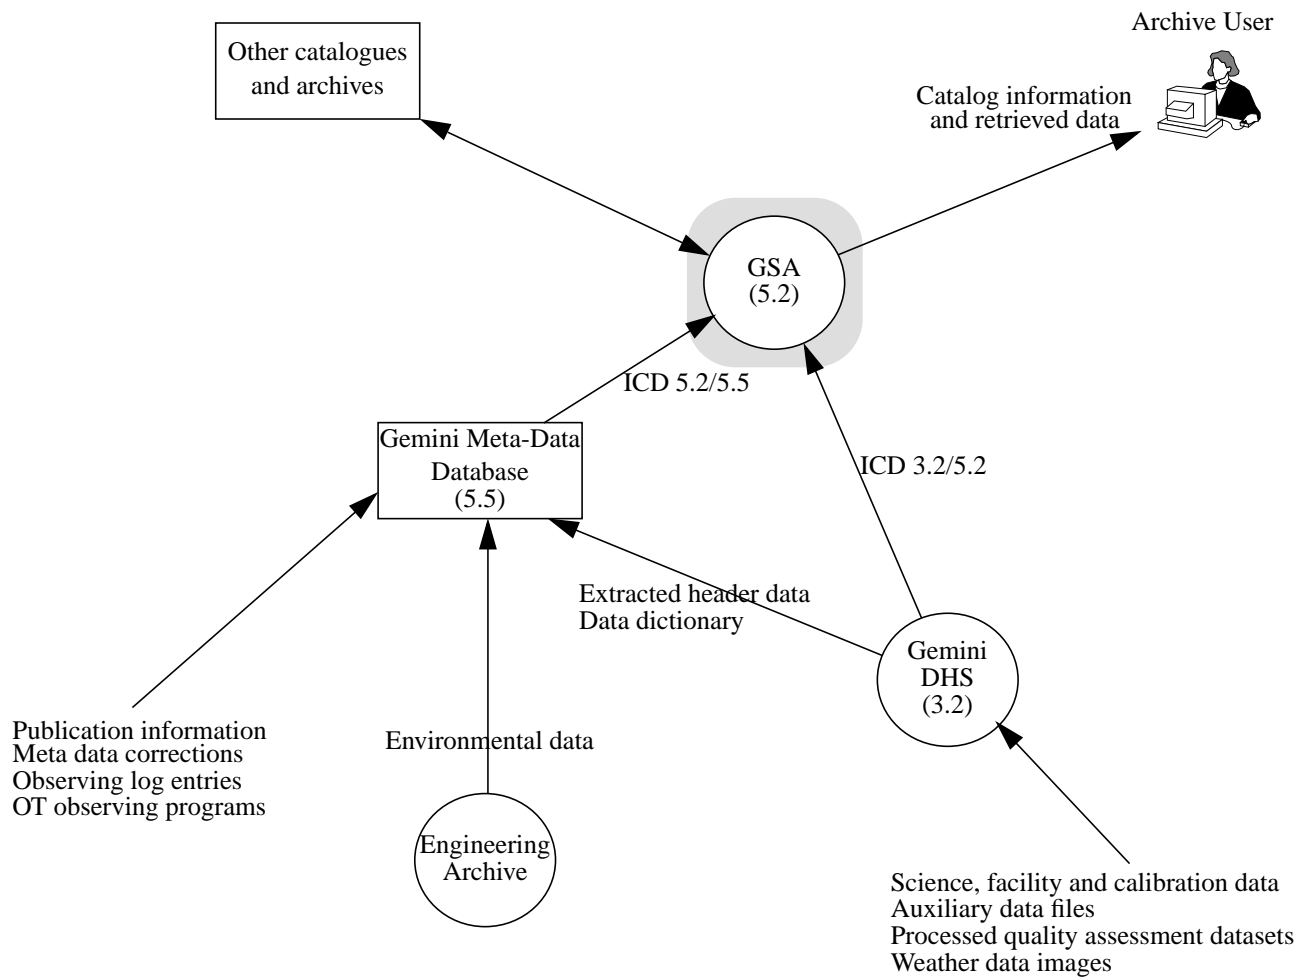 Archive User
Other catalogues
and archives
Catalog information
and retrieved data
GSA
(5.2)
ICD 5.2/5.5
Gemini Meta-Data
Database
(5.5)
ICD 3.2/5.2
Extracted header data
Data dictionary
Gemini
DHS
(3.2)
Publication information
Meta data corrections
Observing log entries
OT observing programs
Environmental data
Engineering
Archive
Science, facility and calibration data
Auxiliary data files
Processed quality assessment datasets
Weather data images